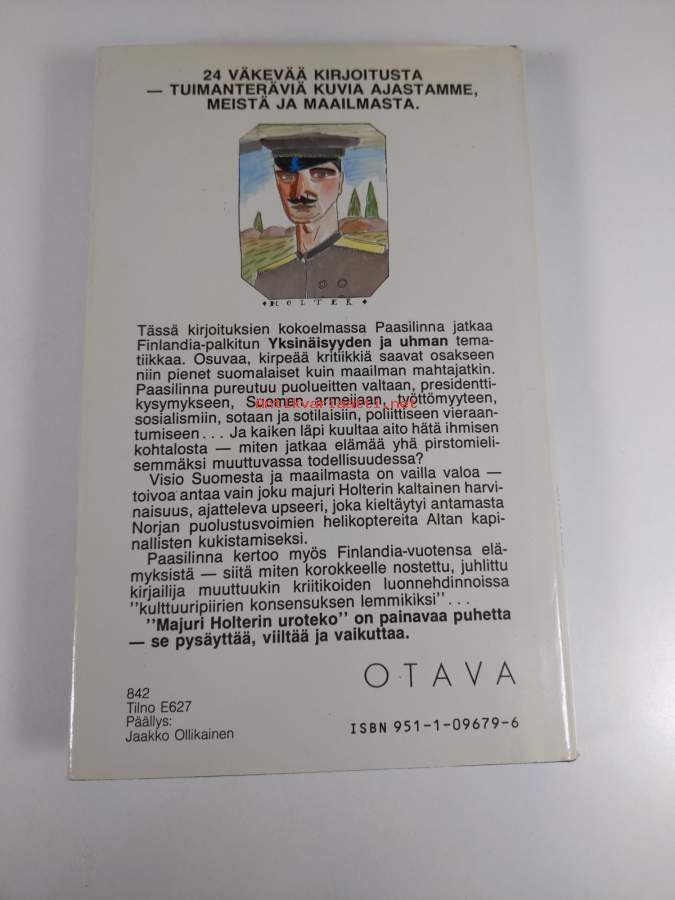 24 VÄKEVÄÄ KIRJOITUSTA
— TUIMANTERÄVIÄ KUVIA AJASTAMME,
MEISTÄ JA MAAILMASTA.
HOLTER
Tässä kirjoituksien kokoelmassa Paasilinna jatkaa
Finlandia-palkitun Yksinäisyyden ja uhman tema-
tiikkaa. Osuvaa, kirpeää kritiikkiä saavat osakseen
niin pienet suomalaiset kuin maailman mahtajatkin.
Paasilinna pureutuu puolueitten valtaan, presidentti-
kysymykseen, Suomen armeijaan, työttömyyteen,
antikvariaatti.net
sosialismiin, sotaan ja sotilaisiin, poliittiseen vieraan-
tumiseen... Ja kaiken läpi kuultaa aito hätä ihmisen
kohtalosta — miten jatkaa elämää yhä pirstomieli-
semmäksi muuttuvassa todellisuudessa?
Visio Suomesta ja maailmasta on vailla valoa —
toivoa antaa vain joku majuri Holterin kaltainen harvi-
naisuus, ajatteleva upseeri, joka kieltäytyi antamasta
Norjan puolustusvoimien helikoptereita Altan kapi-
nallisten kukistamiseksi.
Paasilinna kertoo myös Finlandia-vuotensa elä-
myksistä — siitä miten korokkeelle nostettu, juhlittu
kirjailija muuttuukin kriitikoiden luonnehdinnoissa
"kulttuuripiirien konsensuksen lemmikiksi"...
"Majuri Holterin uroteko" on painavaa puhetta
— se pysäyttää, viiltää ja vaikuttaa.
OTAVA
842
Tilno E627
Päällys:
Jaakko Ollikainen
ISBN 951-1-09679-6